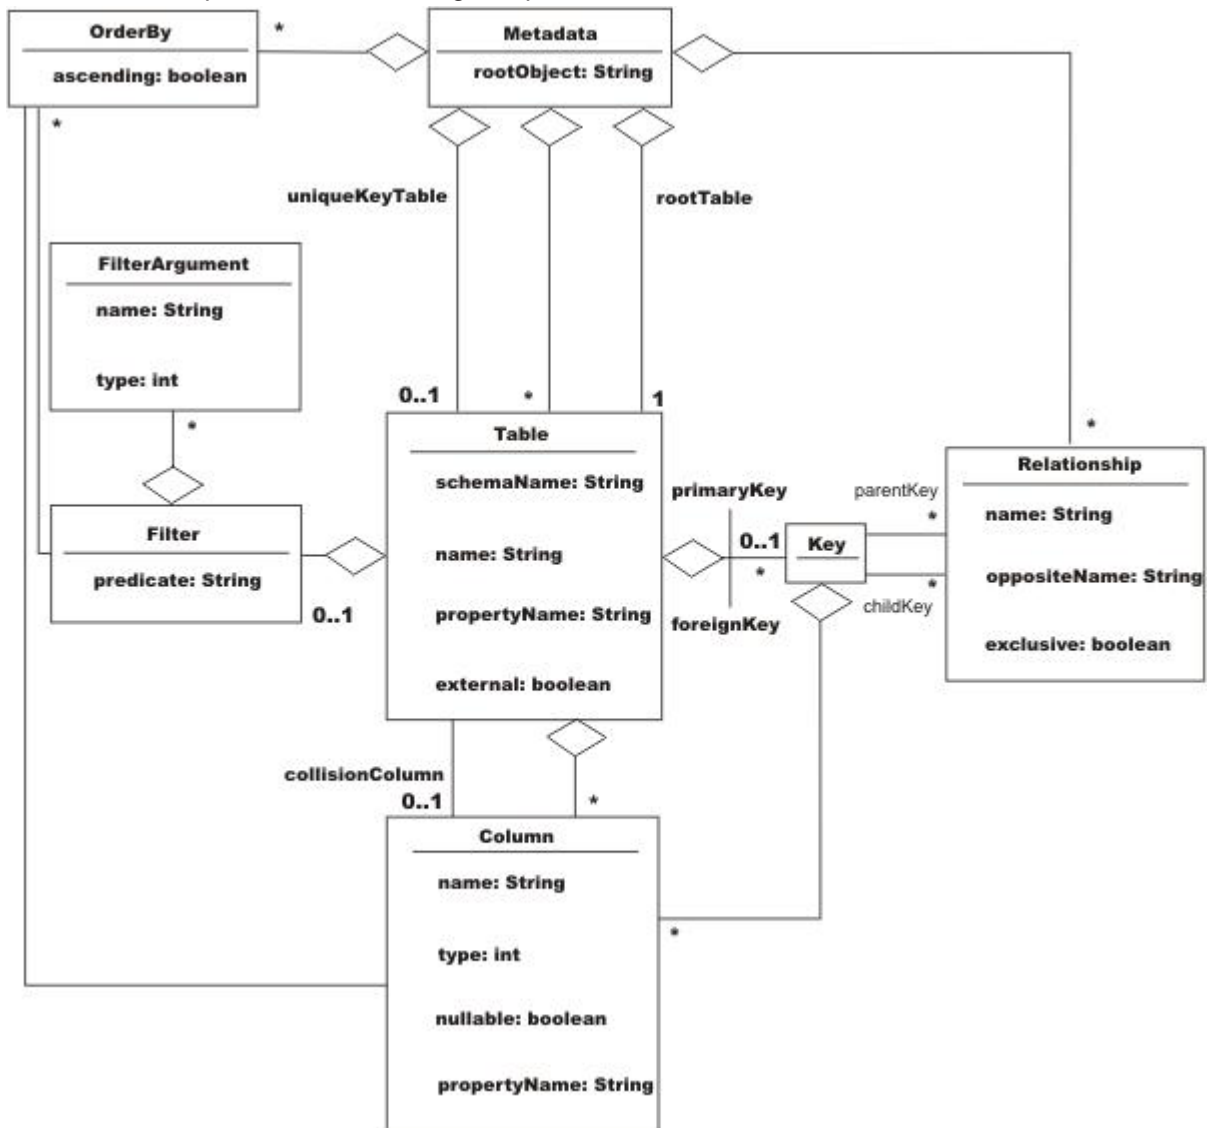 OrderBy
ascending: boolean
*
Metadata
rootObject: String
*
uniqueKeyTable
rootTable
FilterArgument
name: String
type: int
*
0..1
*
1
Table
schemaName: String
name: String
propertyName: String
external: boolean
*
Relationship
name: String
oppositeName: String
exclusive: boolean
primaryKey
parentKey
*
0..1
Key
*
*
foreignKey
childKey
Filter
predicate: String
0..1
collisionColumn
0..1
*
Column
name: String
type: int
nullable: boolean
propertyName: String
*